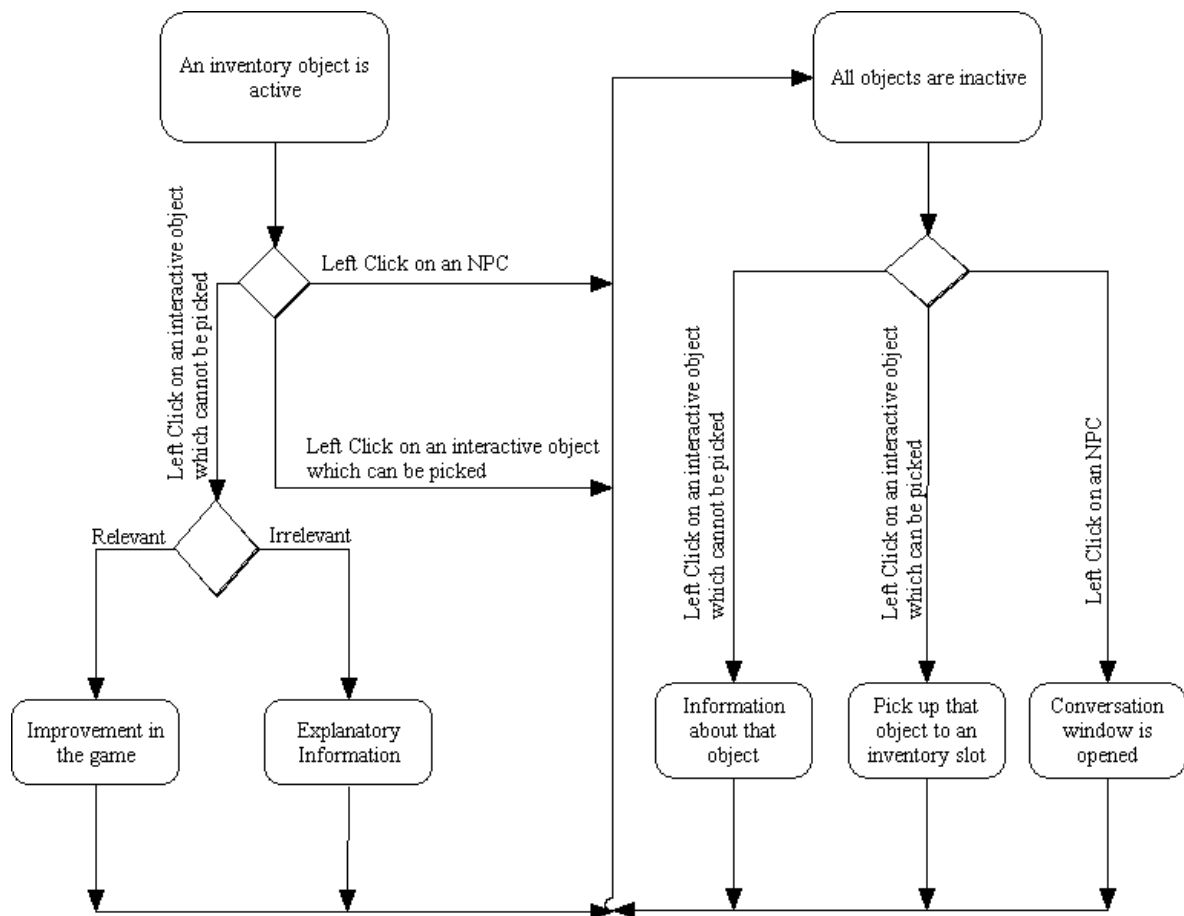 An inventory object is
active
All objects are inactive
Left Click on an interactive object
which cannot be picked
Left Click on an NPC
Left Click on an interactive object
which can be picked
Relevant
Irrelevant
Improvement in
the game
Explanatory
Information
Left Click on an interactive object
which cannot be picked
Left Click on an interactive object
which can be picked
Left Click on an NPC
Information
about that
object
Pick up that
object to an
inventory slot
Conversation
window is
opened